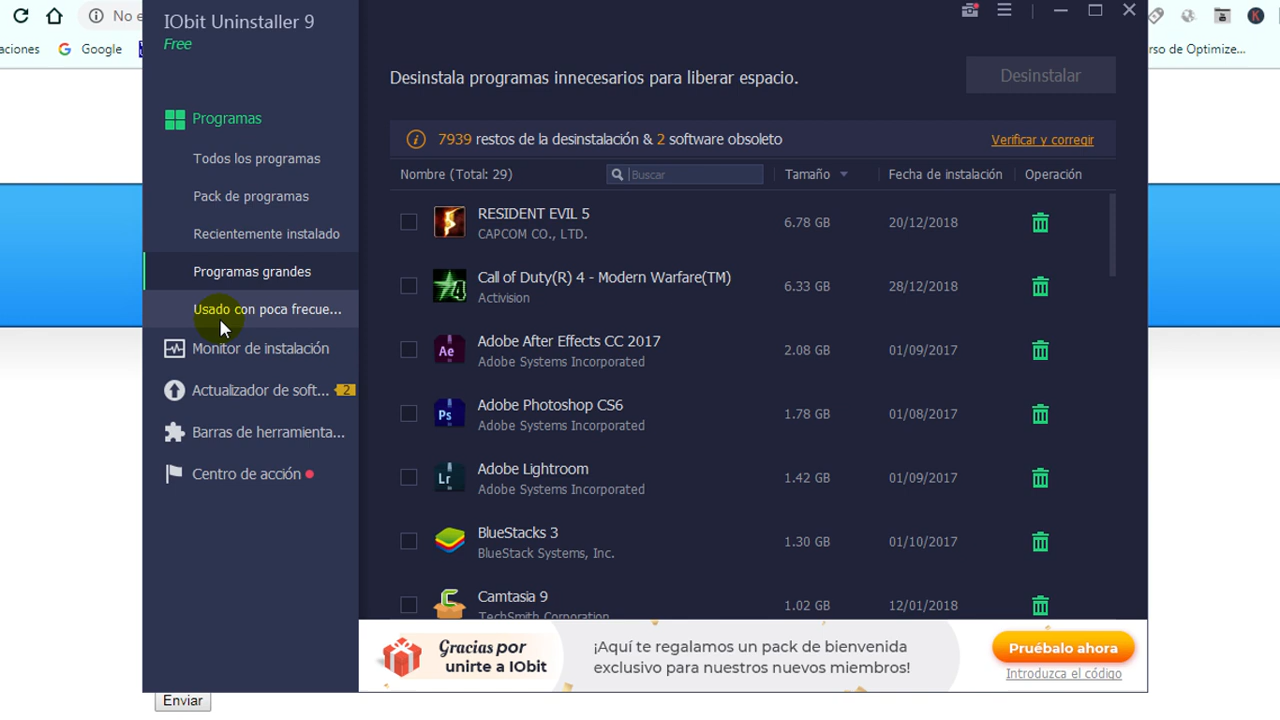 No e
aciones
Google
rso de Optimize...
IObit Uninstaller 9
Free
Programas
Todos los programas
Pack de programas
Recientemente instalado
Programas grandes
Usado con poca frecue...
Monitor de instalación
Actualizador de soft...
2
Barras de herramienta...
Centro de acción
Desinstala programas innecesarios para liberar espacio.
Desinstalar
7939 restos de la desinstalación & 2 software obsoleto
Verificar y corregir
Nombre (Total: 29)
Buscar
Tamaño
Fecha de instalación
Operación
RESIDENT EVIL 5
CAPCOM CO., LTD.
6.78 GB
20/12/2018
Call of Duty(R) 4 - Modern Warfare(TM)
Activision
6.33 GB
28/12/2018
Ae
Adobe After Effects CC 2017
Adobe Systems Incorporated
2.08 GB
01/09/2017
Ps
Adobe Photoshop CS6
Adobe Systems Incorporated
1.78 GB
01/08/2017
Lr
Adobe Lightroom
Adobe Systems Incorporated
1.42 GB
01/09/2017
BlueStacks 3
BlueStack Systems, Inc.
1.30 GB
01/10/2017
Camtasia 9
TechSmith Corporation
1.02 GB
12/01/2018
Gracias por
unirte a IObit
¡Aquí te regalamos un pack de bienvenida
exclusivo para nuestros nuevos miembros!
Pruébalo ahora
Introduzca el código
Enviar